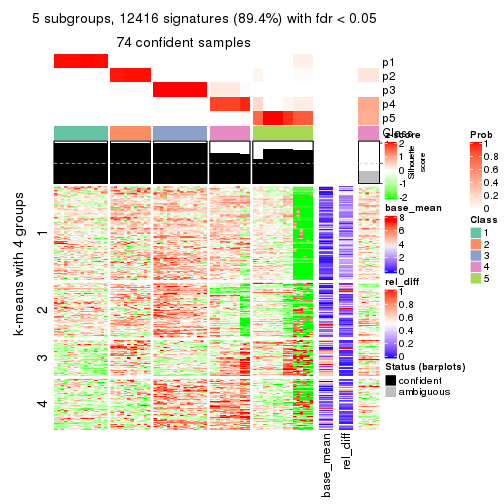 5 subgroups, 12416 signatures (89.4%) with fdr < 0.05
74 confident samples
p1
p2
p3
p4
p5
Class
Silhouette
score
k-means with 4 groups
1
2
3
4
base_mean
rel_diff
z-score
2
1
0
-1
-2
base_mean
8
6
4
2
0
rel_diff
1
0.8
0.6
0.4
0.2
0
Status (barplots)
confident
ambiguous
Prob
1
0.8
0.6
0.4
0.2
0
Class
1
2
3
4
5